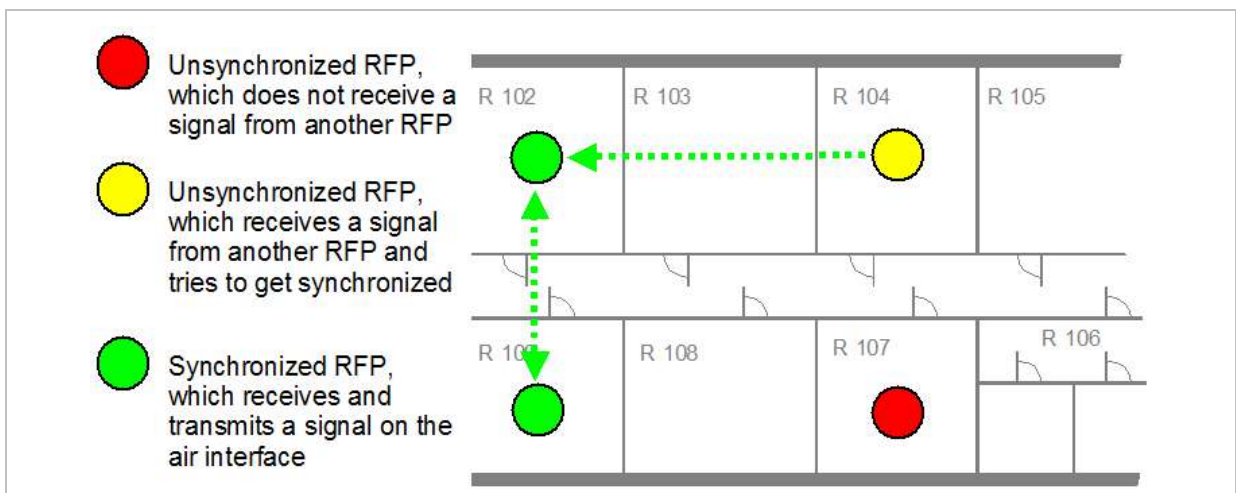 Unsynchronized RFP,
which does not receive a
signal from another RFP
Unsynchronized RFP,
which receives a signal
from another RFP and
tries to get synchronized
Synchronized RFP,
which receives and
transmits a signal on the
air interface
R 102
R 103
R 104
R 105
R 109
R 108
R 107
R 106